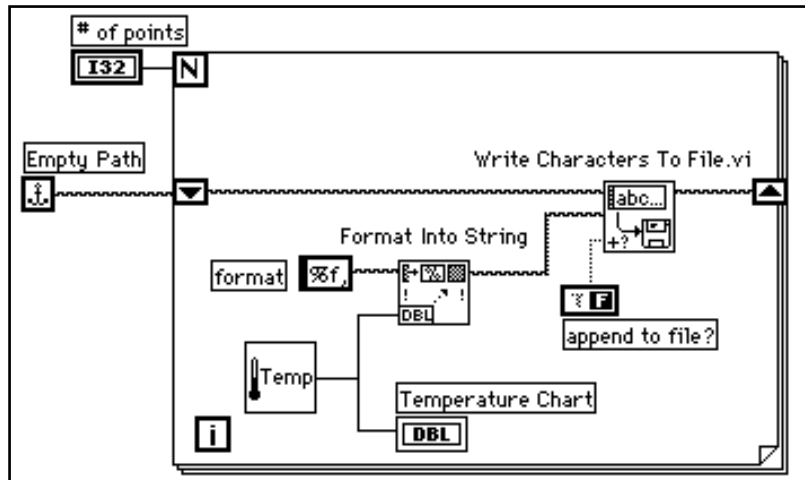 # of points
I32
N
Empty Path
Write Characters To File.vi
abc...
+?
Format Into String
format
%f,
%
! !
DBL
F
append to file?
Temp
Temperature Chart
DBL
i